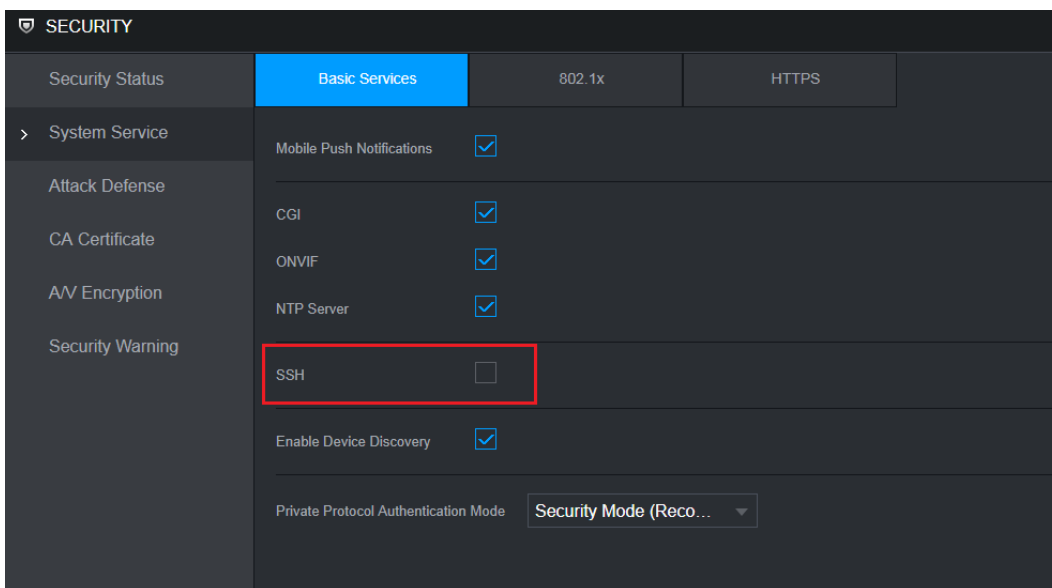 SECURITY
Security Status
System Service
Attack Defense
CA Certificate
A/V Encryption
Security Warning
Basic Services 802.1x HTTPS
Mobile Push Notifications
CGI
ONVIF
NTP Server
SSH
Enable Device Discovery
Private Protocol Authentication Mode Security Mode (Reco...